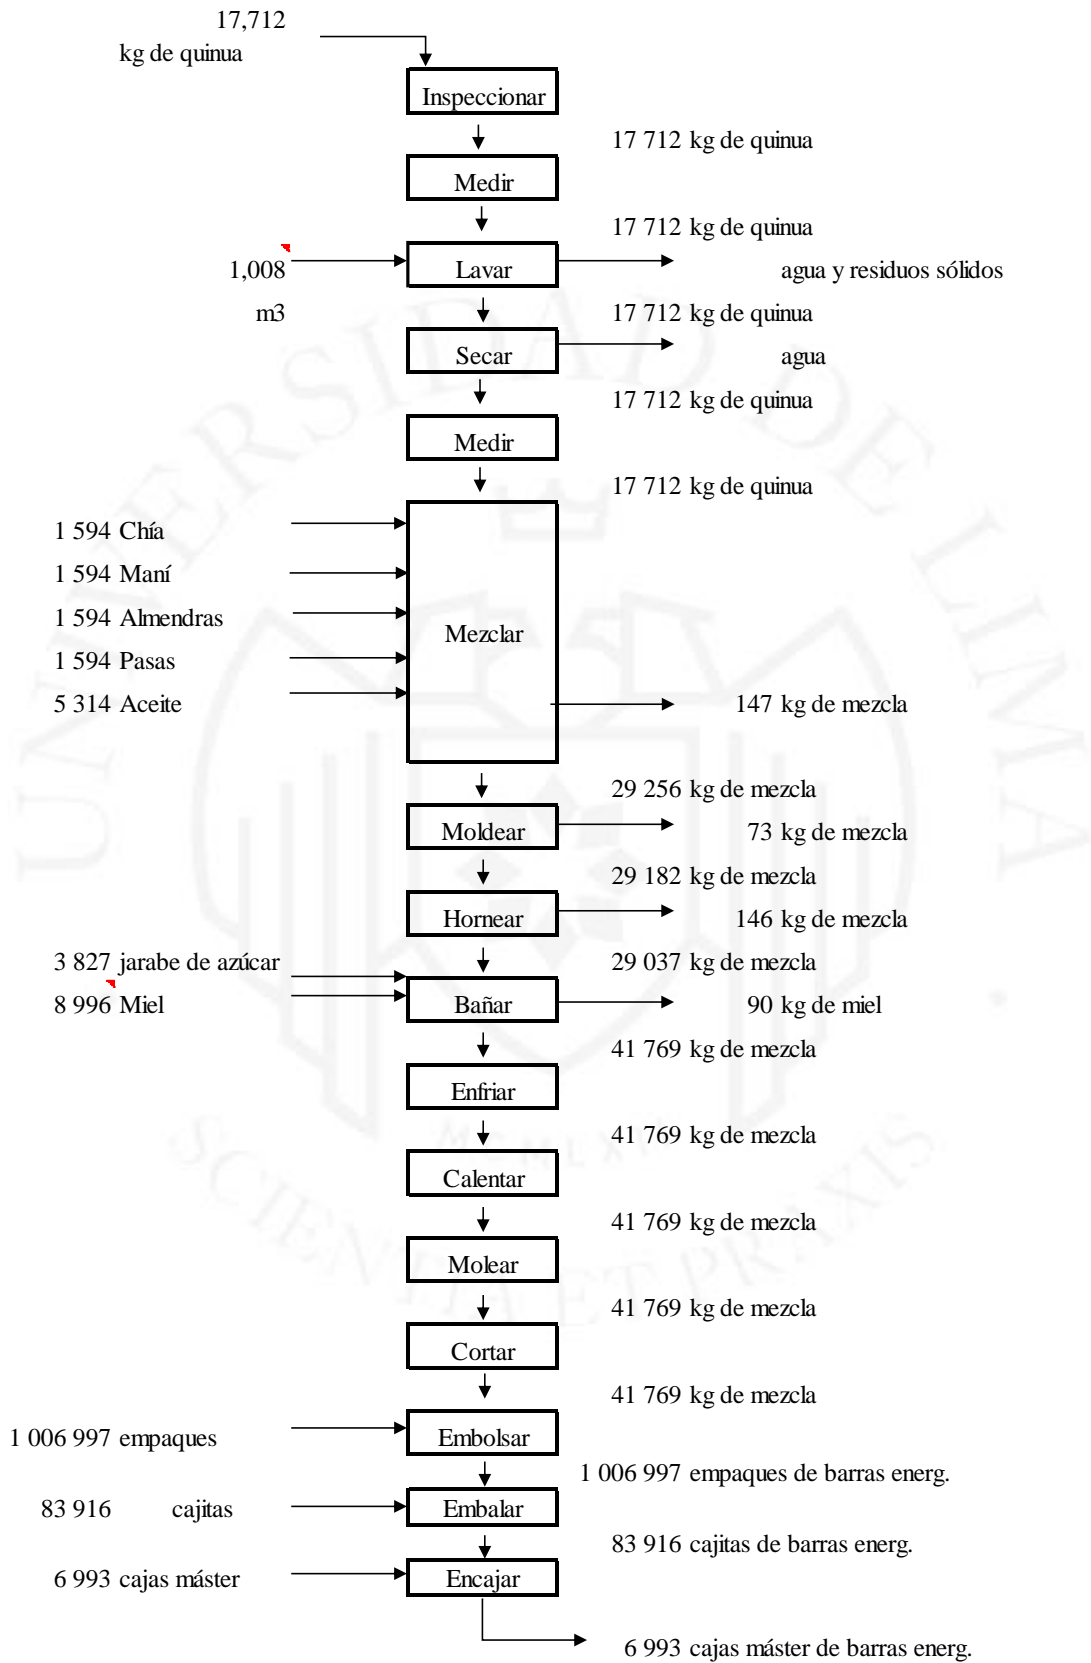 17,712
kg de quinua
Inspeccionar
17 712 kg de quinua
Medir
17 712 kg de quinua
1,008
m3
Lavar
agua y residuos sólidos
17 712 kg de quinua
Secar
agua
17 712 kg de quinua
Medir
17 712 kg de quinua
1 594 Chía
1 594 Maní
1 594 Almendras
1 594 Pasas
5 314 Aceite
Mezclar
147 kg de mezcla
29 256 kg de mezcla
Moldear
73 kg de mezcla
29 182 kg de mezcla
Hornear
146 kg de mezcla
29 037 kg de mezcla
3 827 jarabe de azúcar
8 996 Miel
Bañar
90 kg de miel
41 769 kg de mezcla
Enfriar
41 769 kg de mezcla
Calentar
41 769 kg de mezcla
Molear
41 769 kg de mezcla
Cortar
41 769 kg de mezcla
1 006 997 empaques
Embolsar
1 006 997 empaques de barras energ.
83 916 cajitas
Embalar
83 916 cajitas de barras energ.
6 993 cajas máster
Encajar
6 993 cajas máster de barras energ.
UNIVERSIDAD DE LIMA
SCIENTIA ET PRAXIS